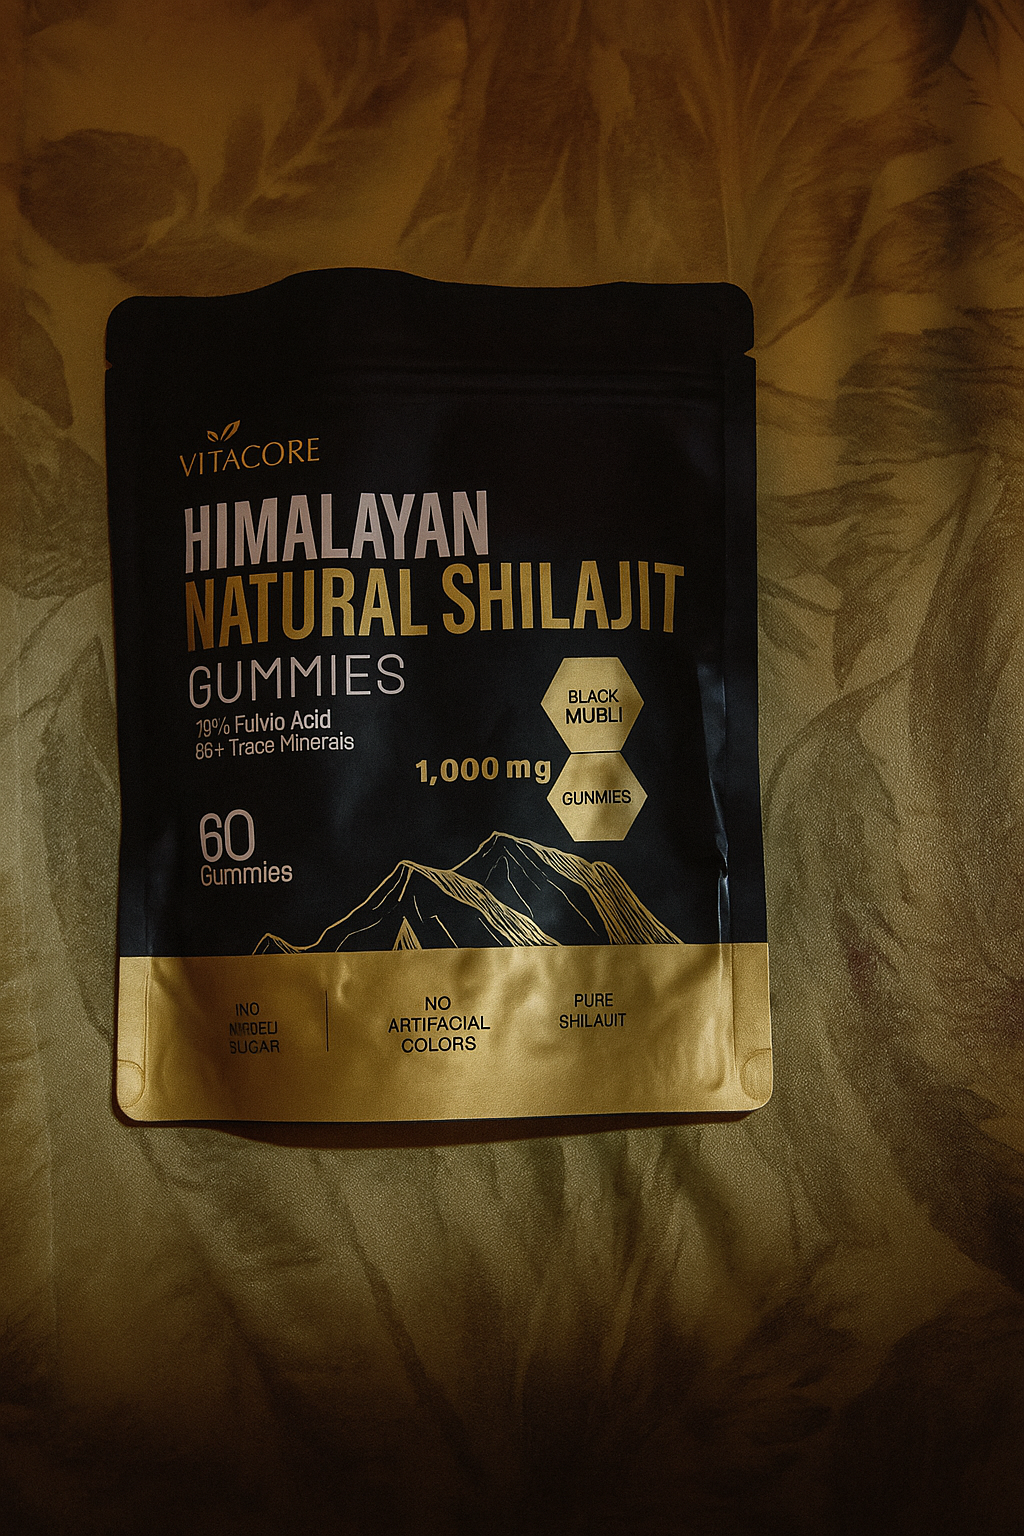 VITACORE
HIMALAYAN
NATURAL SHILAJIT
GUMMIES
79% Fulvio Acid
86+ Trace Minerais
BLACK
MUBLI
1,000 mg
GUNMIES
60
Gummies
INO
SUGAR
NO
ARTIFACIAL
COLORS
PURE
SHILAUIT